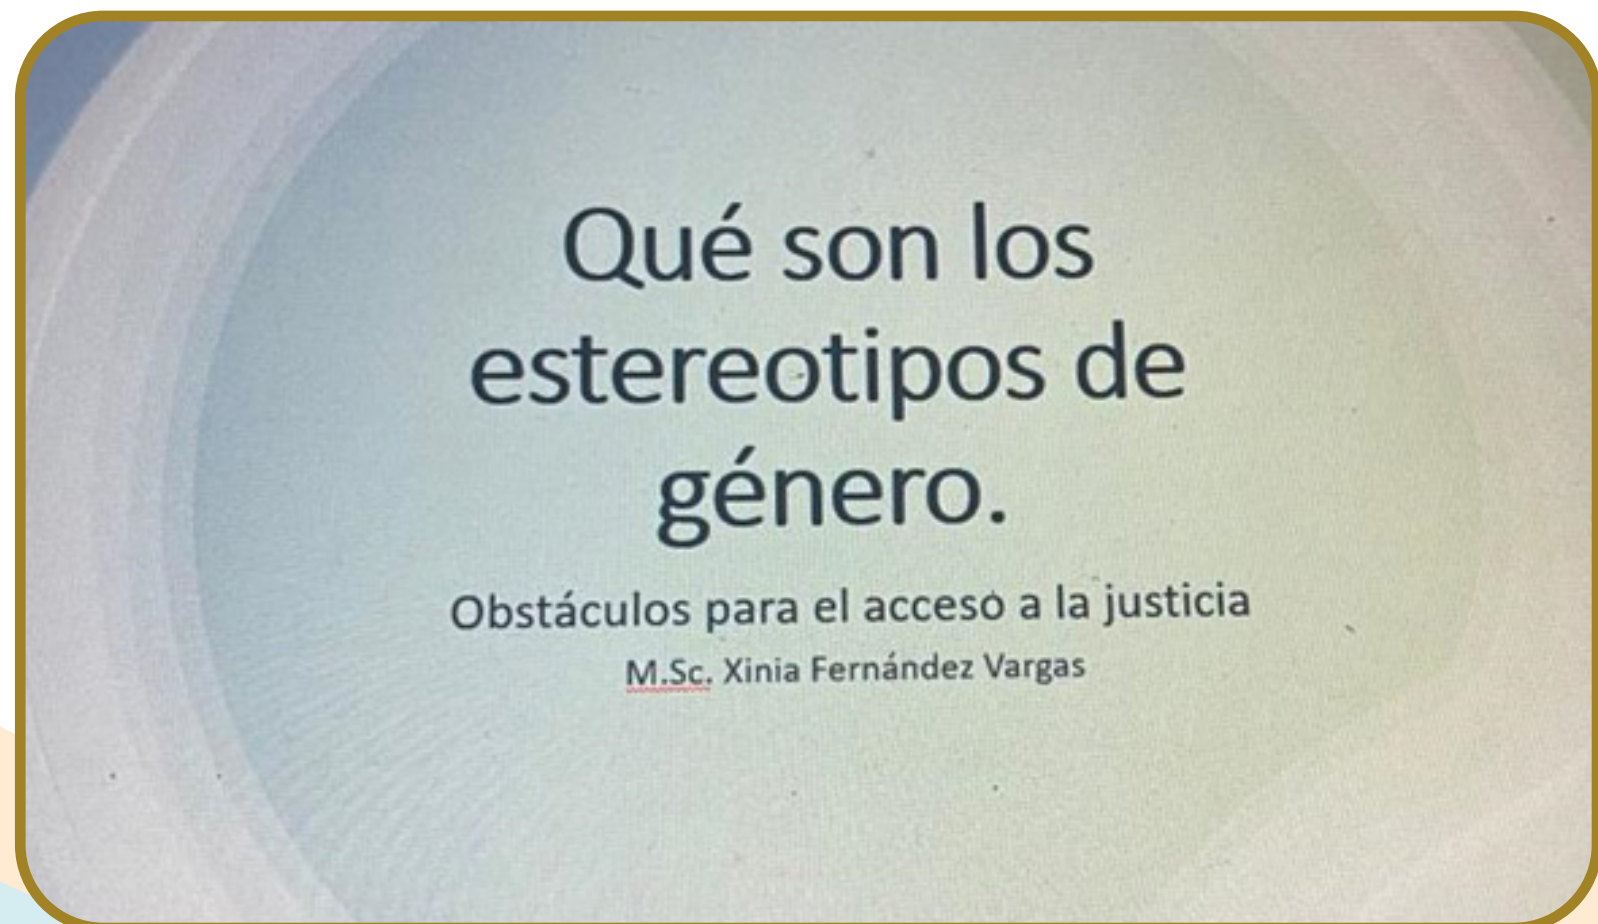 Qué son los
estereotipos de
género.
Obstáculos para el acceso a la justicia
M.Sc. Xinia Fernández Vargas